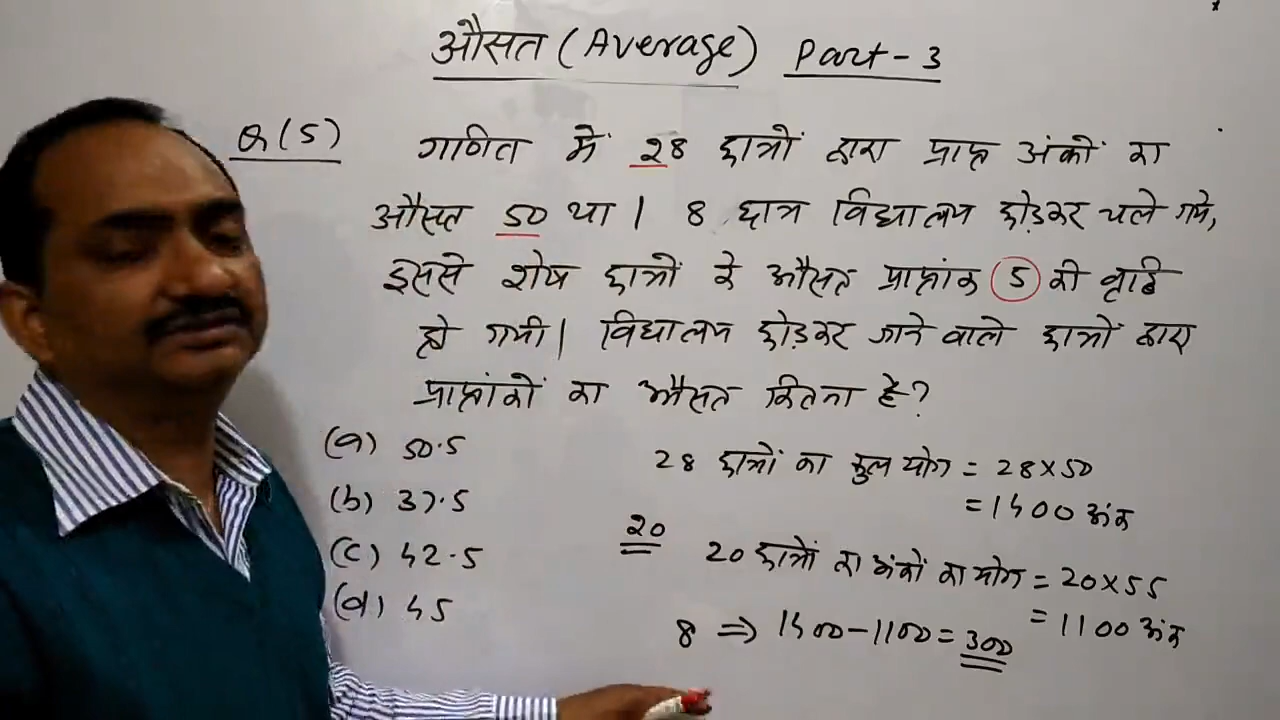 औसत (Average) Part-3
Q(5) गणित में 28 छात्रों द्वारा प्राप्त अंकों का
औसत 50 था। 8 छात्र विद्यालय छोड़कर चले गये,
इससे शेष छात्रों के औसत प्राप्तांक 5 की वृद्धि
हो गयी। विद्यालय छोड़कर जाने वाले छात्रों द्वारा
प्राप्तांकों का औसत कितना है?
(a) 50.5
(b) 37.5
(c) 42.5
(d) 45
28 छात्रों का कुल योग = 28×50
= 1400 अंक
20
20 छात्रों का अंकों का योग = 20×55
= 1100 अंक
8 ⇒ 1400-1100 = 300